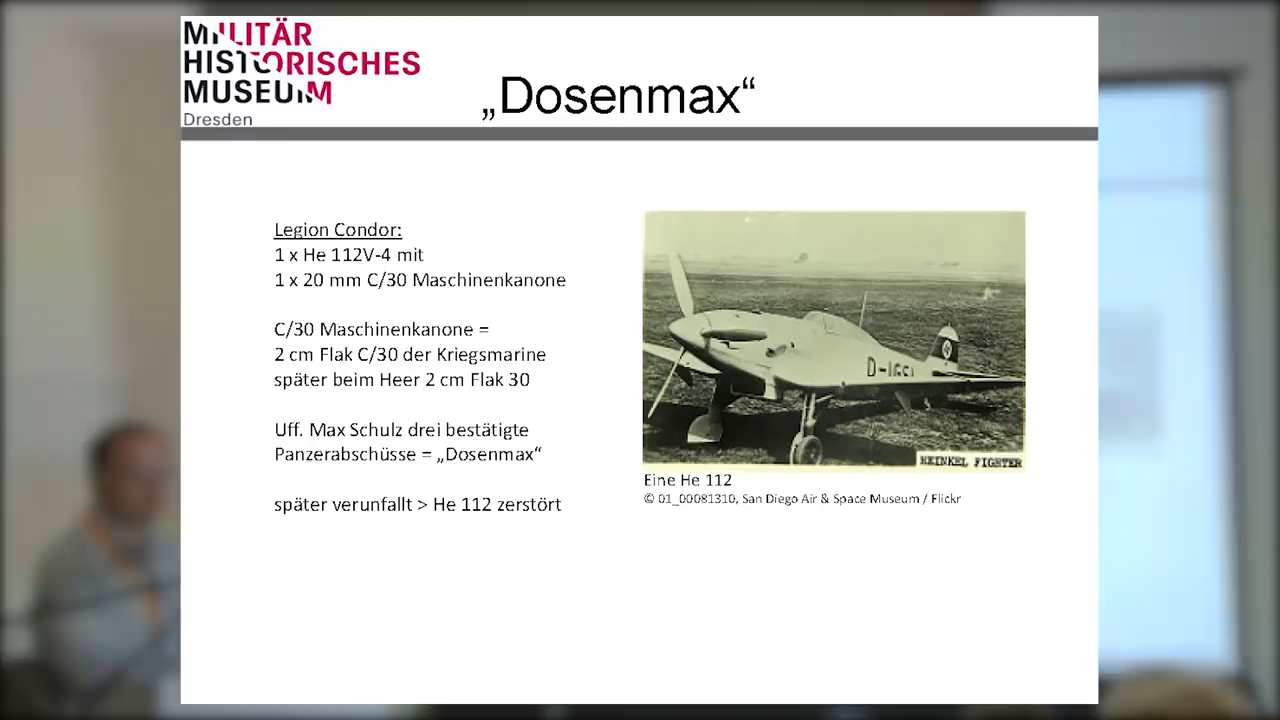 MILITÄR
HISTORISCHES
MUSEUM
Dresden
„Dosenmax“
Legion Condor:
1 x He 112V-4 mit
1 x 20 mm C/30 Maschinenkanone
C/30 Maschinenkanone =
2 cm Flak C/30 der Kriegsmarine
später beim Heer 2 cm Flak 30
Uff. Max Schulz drei bestätigte
Panzerabschüsse = „Dosenmax“
später verunfallt > He 112 zerstört
HEINKEL FIGHTER
Eine He 112
© 01_00081310, San Diego Air & Space Museum / Flickr